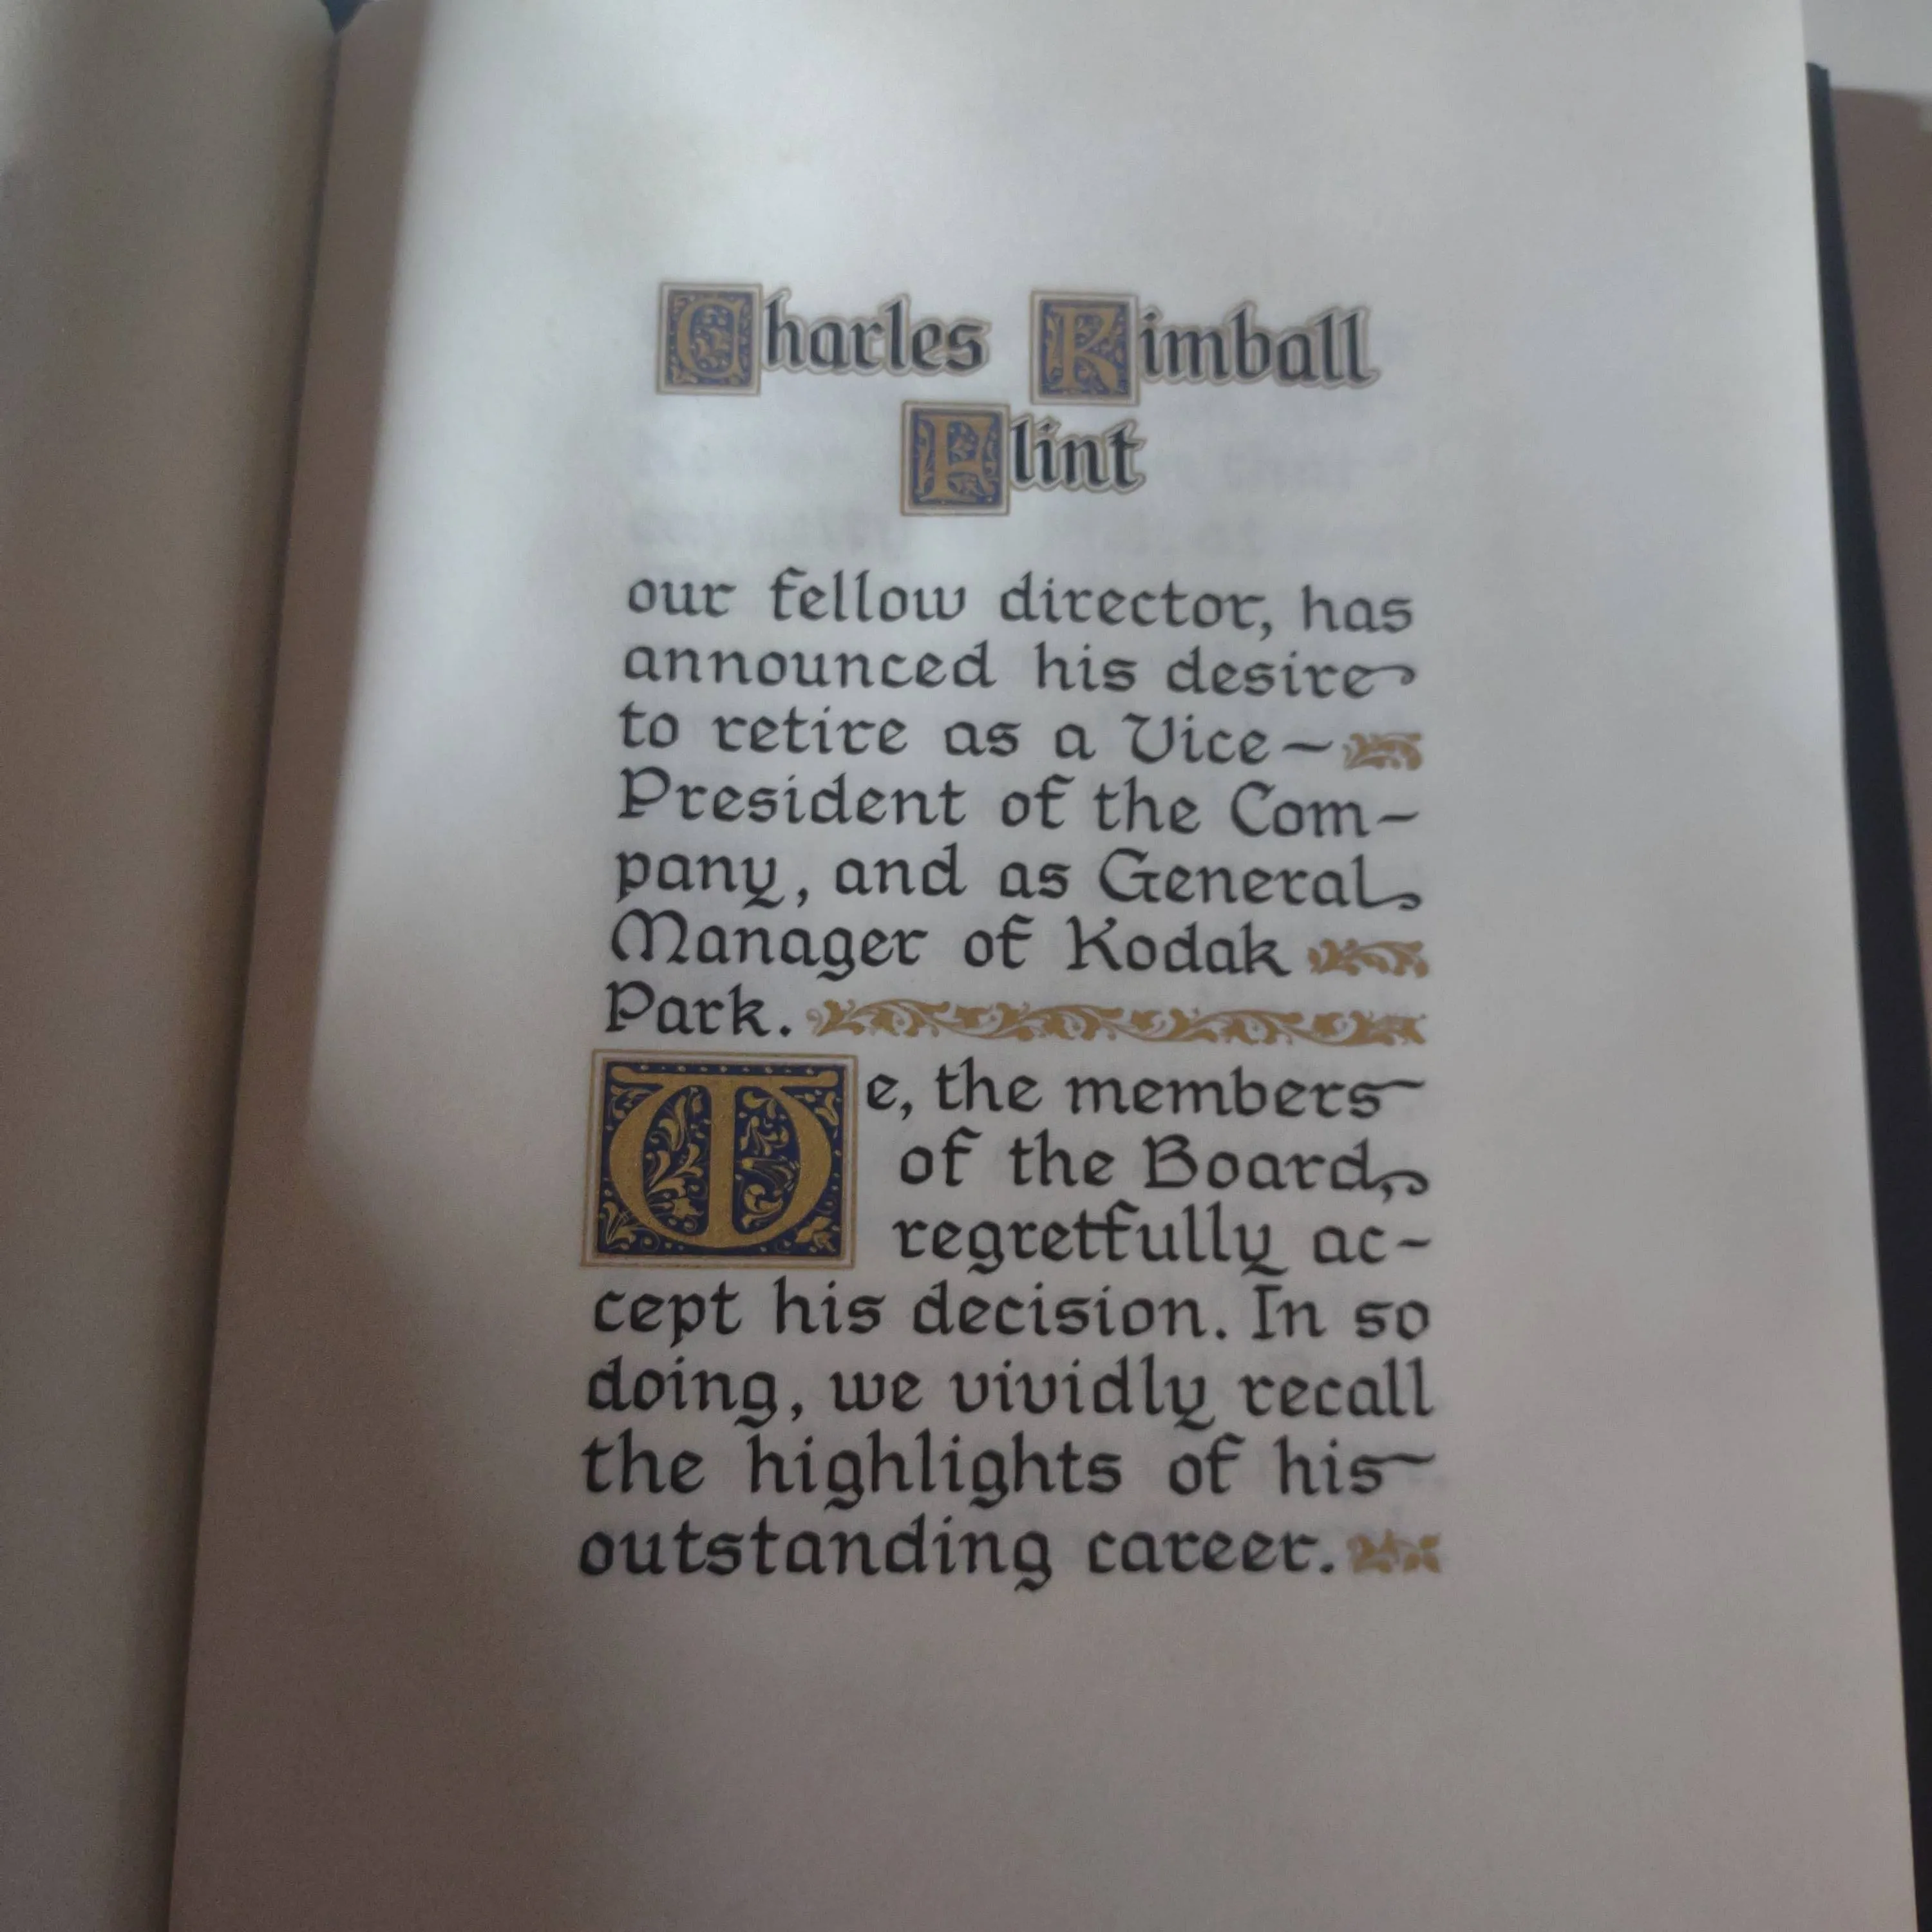 Charles Kimball
Flint
our fellow director, has
announced his desire
to retire as a Vice-
President of the Com-
pany, and as General
Manager of Kodak
Park.
We, the members
of the Board,
regretfully ac-
cept his decision. In so
doing, we vividly recall
the highlights of his
outstanding career.